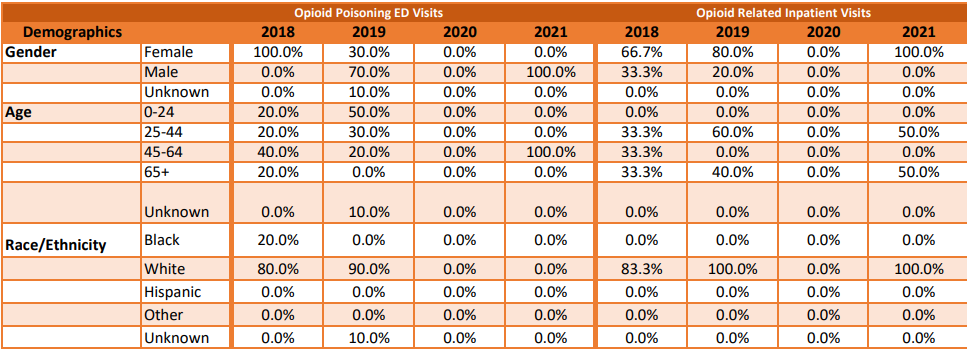 Opioid Poisoning ED Visits Opioid Related Inpatient Visits
Demographics 2018 2019 2020 2021 2018 2019 2020 2021
Gender Female 100.0% 30.0% 0.0% 0.0% 66.7% 80.0% 0.0% 100.0%
Male 0.0% 70.0% 0.0% 100.0% 33.3% 20.0% 0.0% 0.0%
Unknown 0.0% 10.0% 0.0% 0.0% 0.0% 0.0% 0.0% 0.0%
Age 0-24 20.0% 50.0% 0.0% 0.0% 0.0% 0.0% 0.0% 0.0%
25-44 20.0% 30.0% 0.0% 0.0% 33.3% 60.0% 0.0% 50.0%
45-64 40.0% 20.0% 0.0% 100.0% 33.3% 0.0% 0.0% 0.0%
65+ 20.0% 0.0% 0.0% 0.0% 33.3% 40.0% 0.0% 50.0%
Unknown 0.0% 10.0% 0.0% 0.0% 0.0% 0.0% 0.0% 0.0%
Race/Ethnicity Black 20.0% 0.0% 0.0% 0.0% 0.0% 0.0% 0.0% 0.0%
White 80.0% 90.0% 0.0% 0.0% 83.3% 100.0% 0.0% 100.0%
Hispanic 0.0% 0.0% 0.0% 0.0% 0.0% 0.0% 0.0% 0.0%
Other 0.0% 0.0% 0.0% 0.0% 0.0% 0.0% 0.0% 0.0%
Unknown 0.0% 10.0% 0.0% 0.0% 0.0% 0.0% 0.0% 0.0%